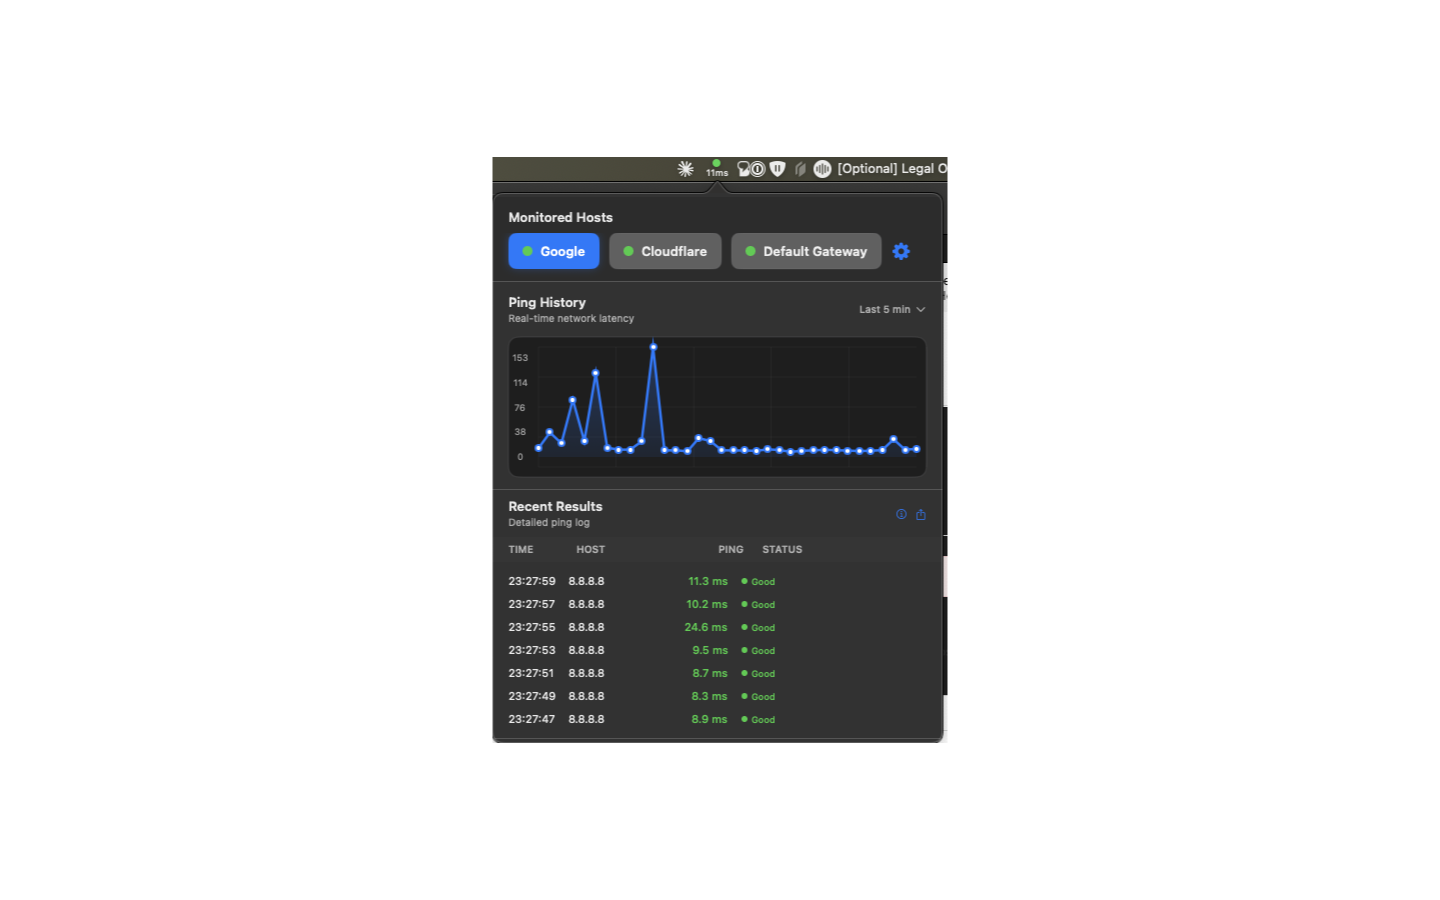 11ms [Optional] Legal O
Monitored Hosts
Google Cloudflare Default Gateway
Ping History
Real-time network latency
Last 5 min
153
114
76
38
0
Recent Results
Detailed ping log
TIME HOST PING STATUS
23:27:59 8.8.8.8 11.3 ms Good
23:27:57 8.8.8.8 10.2 ms Good
23:27:55 8.8.8.8 24.6 ms Good
23:27:53 8.8.8.8 9.5 ms Good
23:27:51 8.8.8.8 8.7 ms Good
23:27:49 8.8.8.8 8.3 ms Good
23:27:47 8.8.8.8 8.9 ms Good